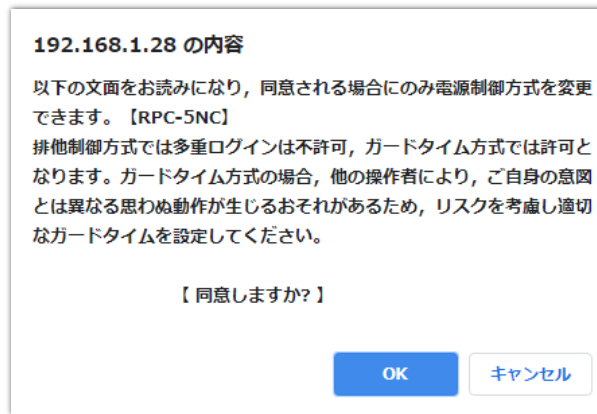 192.168.1.28 の内容
以下の文面をお読みになり，同意される場合にのみ電源制御方式を変更
できます。【RPC-5NC】
排他制御方式では多重ログインは不許可，ガードタイム方式では許可と
なります。ガードタイム方式の場合，他の操作者により，ご自身の意図
とは異なる思わぬ動作が生じるおそれがあるため，リスクを考慮し適切
なガードタイムを設定してください。
【 同意しますか? 】
OK
キャンセル